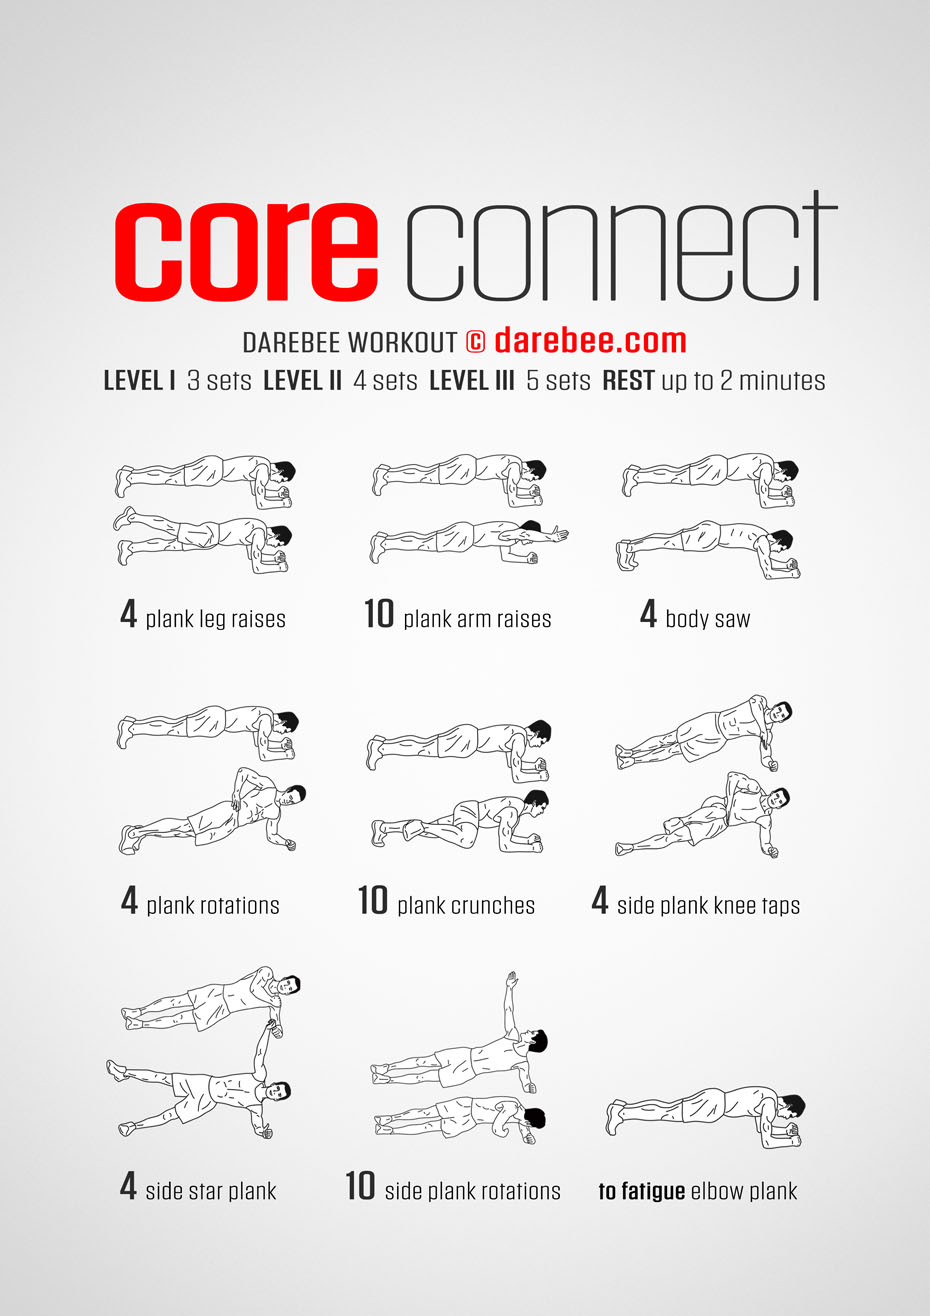 core connect
DAREBEE WORKOUT © darebee.com
LEVEL I 3 sets LEVEL II 4 sets LEVEL III 5 sets REST up to 2 minutes
4 plank leg raises
10 plank arm raises
4 body saw
4 plank rotations
10 plank crunches
4 side plank knee taps
4 side star plank
10 side plank rotations
to fatigue elbow plank